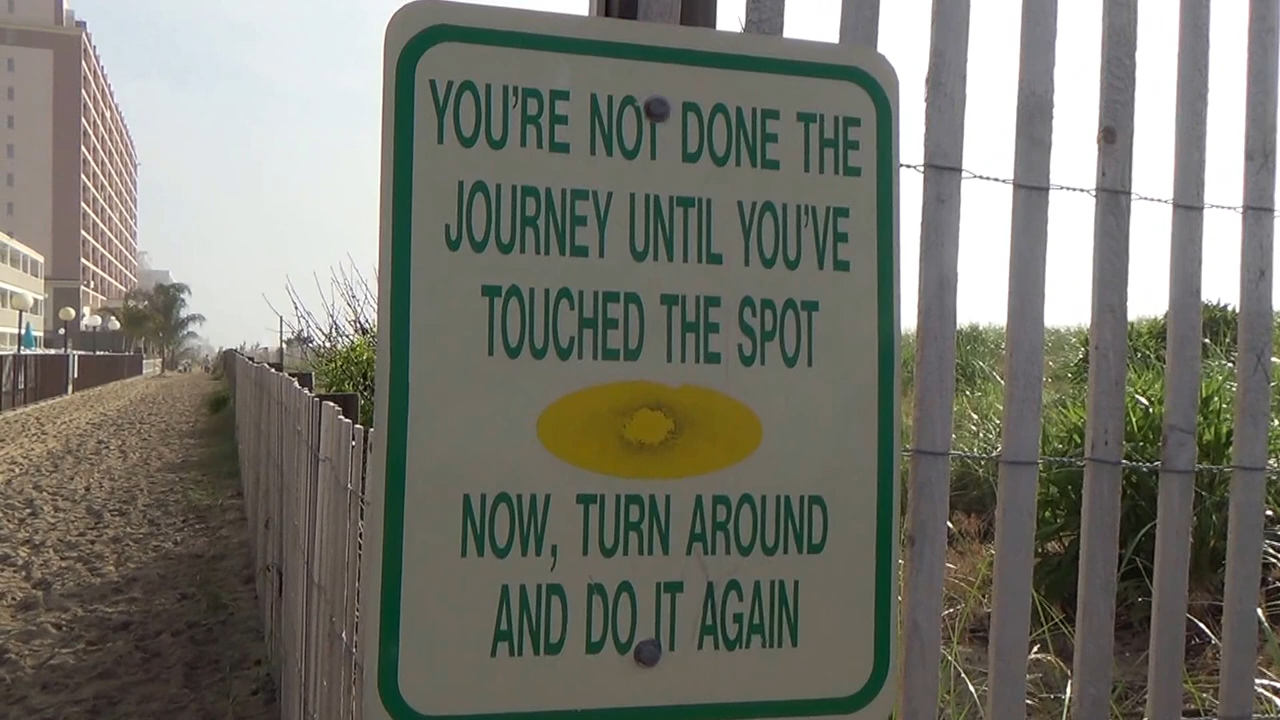 YOU'RE NOT DONE THE
JOURNEY UNTIL YOU'VE
TOUCHED THE SPOT
NOW, TURN AROUND
AND DO IT AGAIN